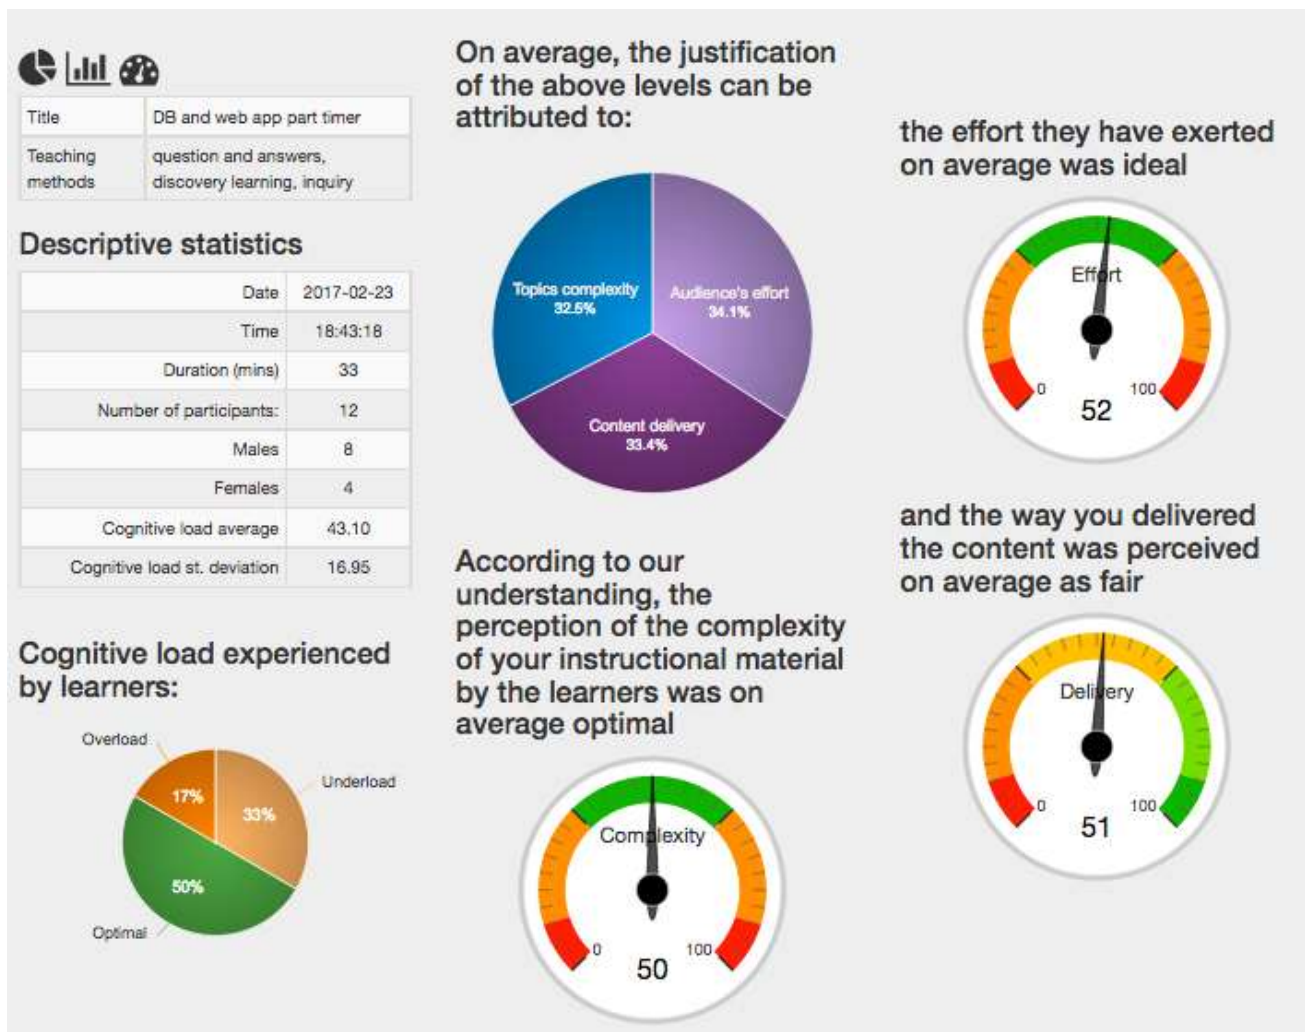 Title DB and web app part timer
Teaching methods question and answers, discovery learning, inquiry
Descriptive statistics
Date 2017-02-23
Time 18:43:18
Duration (mins) 33
Number of participants: 12
Males 8
Females 4
Cognitive load average 43.10
Cognitive load st. deviation 16.95
Cognitive load experienced
by learners:
Overload
17%
Underload
33%
50%
Optimal
On average, the justification
of the above levels can be
attributed to:
Topics complexity
32.5%
Audience's effort
34.1%
Content delivery
33.4%
According to our
understanding, the
perception of the complexity
of your instructional material
by the learners was on
average optimal
Complexity
0 100
50
the effort they have exerted
on average was ideal
Effort
0 100
52
and the way you delivered
the content was perceived
on average as fair
Delivery
0 100
51